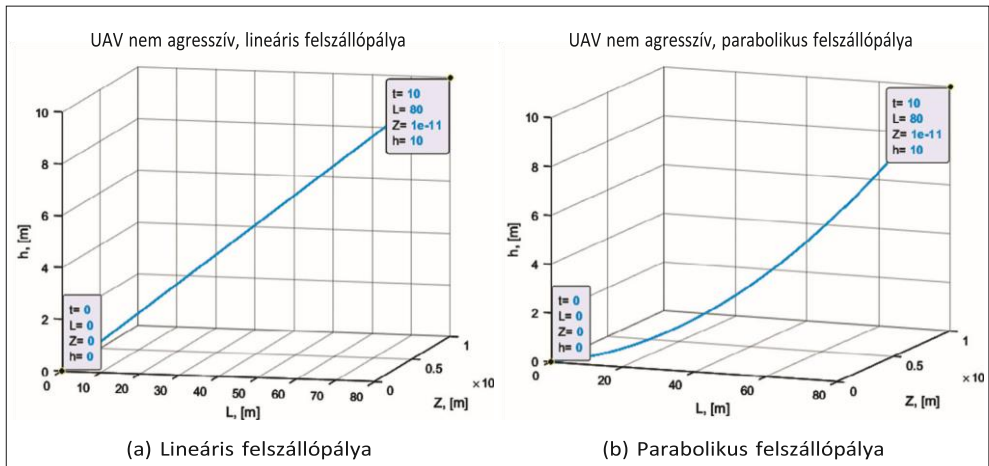 UAV nem agresszív, lineáris felszállópálya
t= 10
L= 80
Z= 1e-11
h= 10
t= 0
L= 0
Z= 0
h= 0
10
8
6
4
2
0
h, [m]
0
10
20
30
40
50
60
70
80
L, [m]
0
0.5
1
×10
Z, [m]
(a) Lineáris felszállópálya
UAV nem agresszív, parabolikus felszállópálya
t= 10
L= 80
Z= 1e-11
h= 10
t= 0
L= 0
Z= 0
h= 0
10
8
6
4
2
0
h, [m]
0
20
40
60
80
L, [m]
0
0.5
1
×10
Z, [m]
(b) Parabolikus felszállópálya